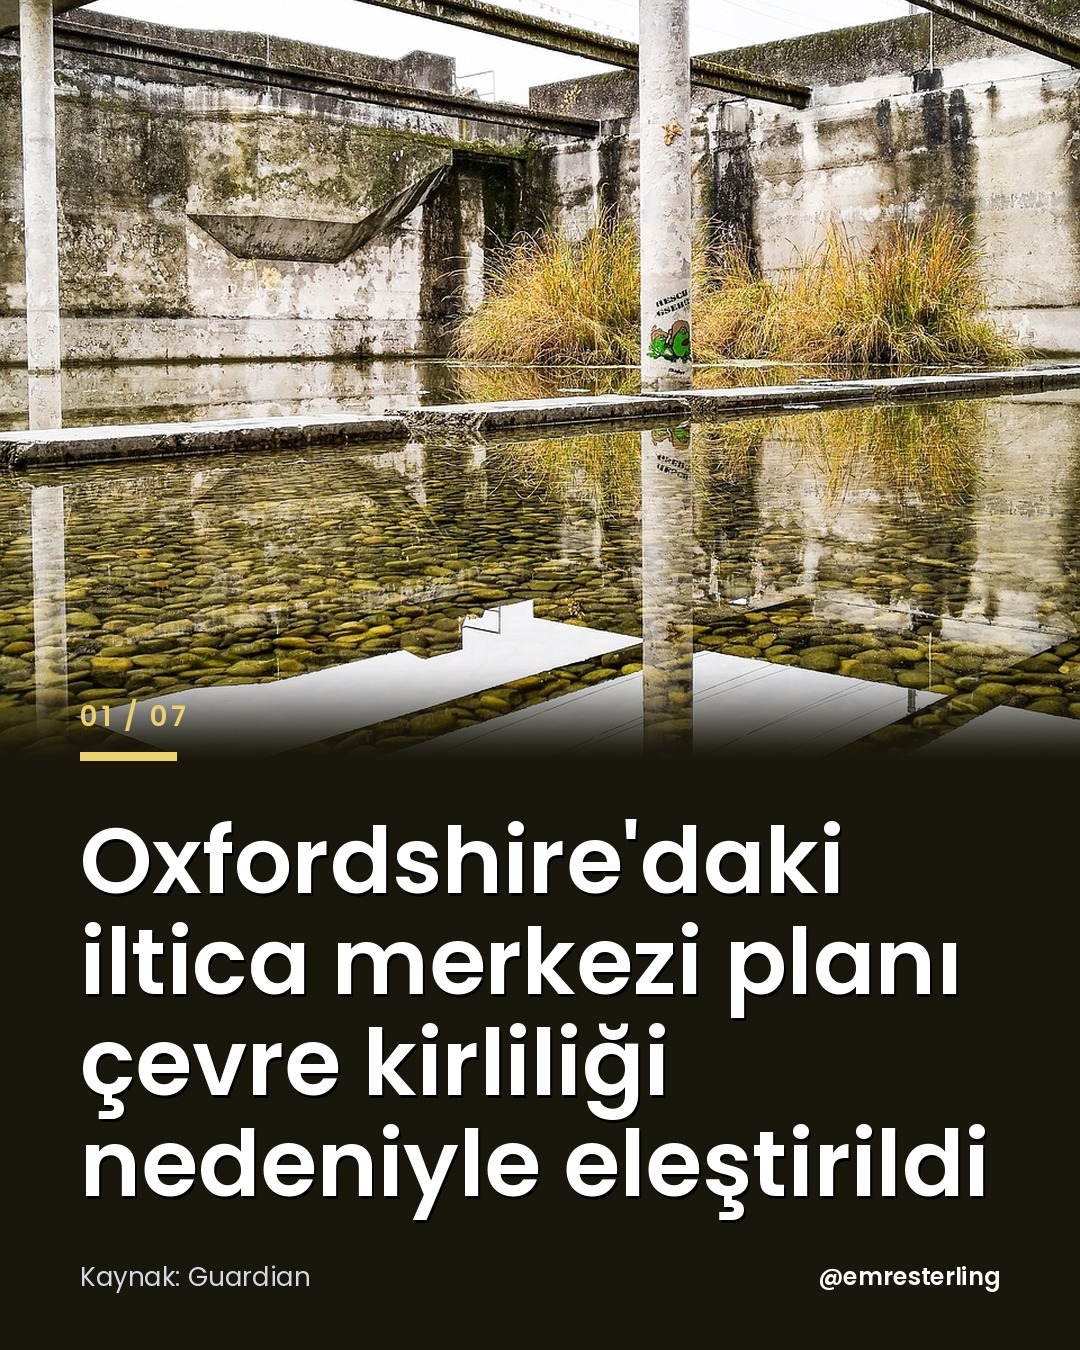 01 / 07
Oxfordshire'daki
iltica merkezi planı
çevre kirliliği
nedeniyle eleştirildi
Kaynak: Guardian
@emresterling